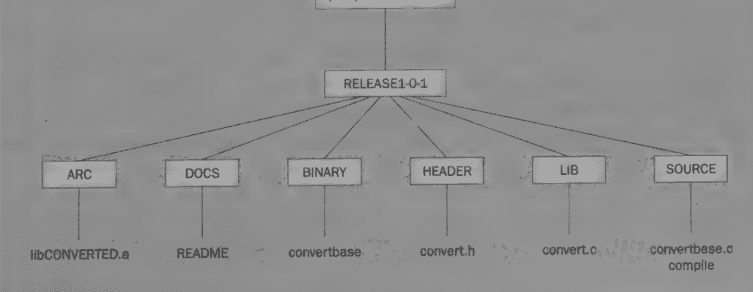 RELEASE1-0-1
ARC
DOCS
BINARY
HEADER
LIB
SOURCE
libCONVERTED.a
README
convertbase
convert.h
convert.c
convertbase.c
compile